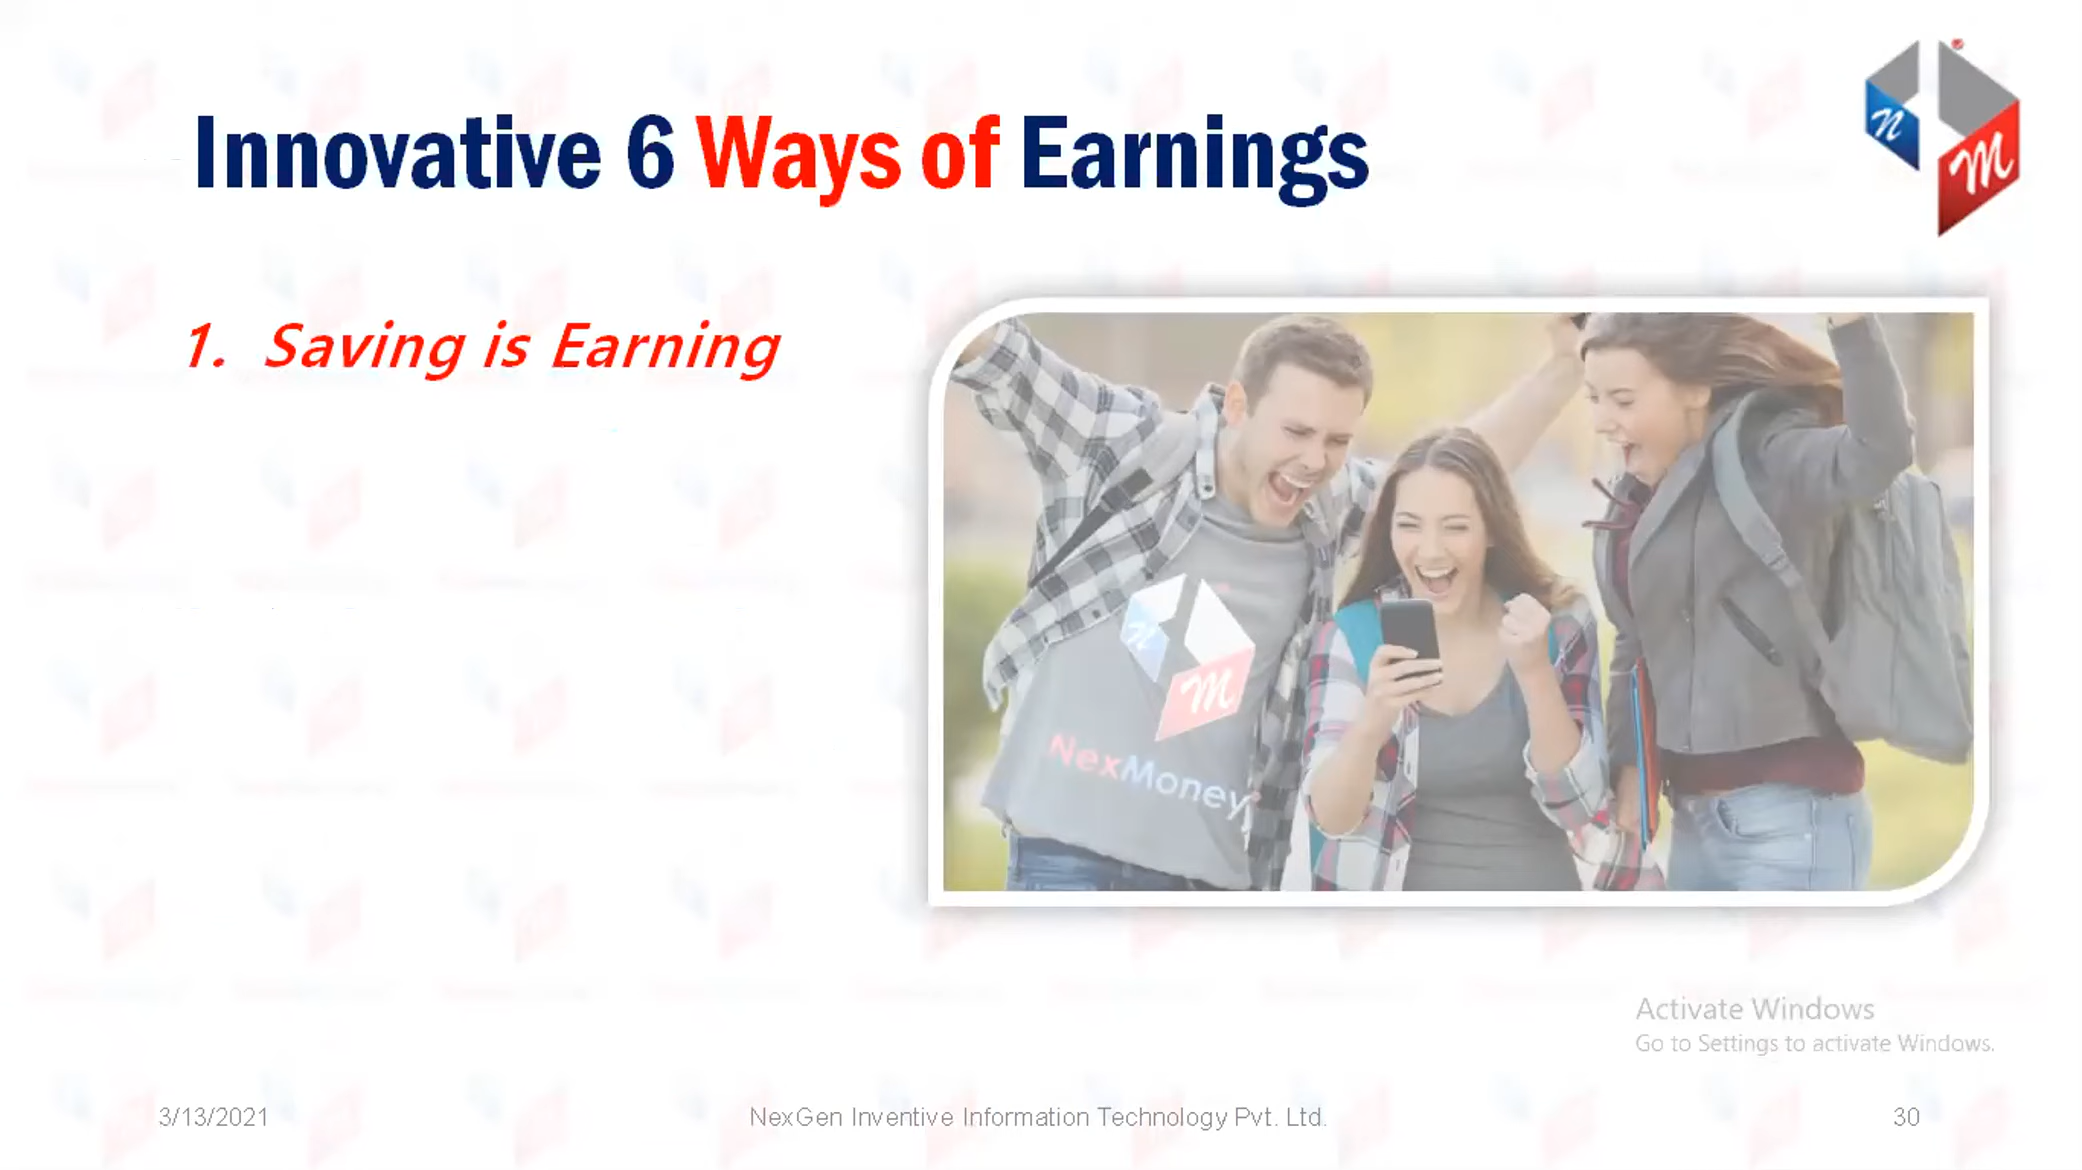 Innovative 6 Ways of Earnings
n
m
1. Saving is Earning
n
m
NexMoney
Activate Windows
Go to Settings to activate Windows.
3/13/2021
NexGen Inventive Information Technology Pvt. Ltd.
30